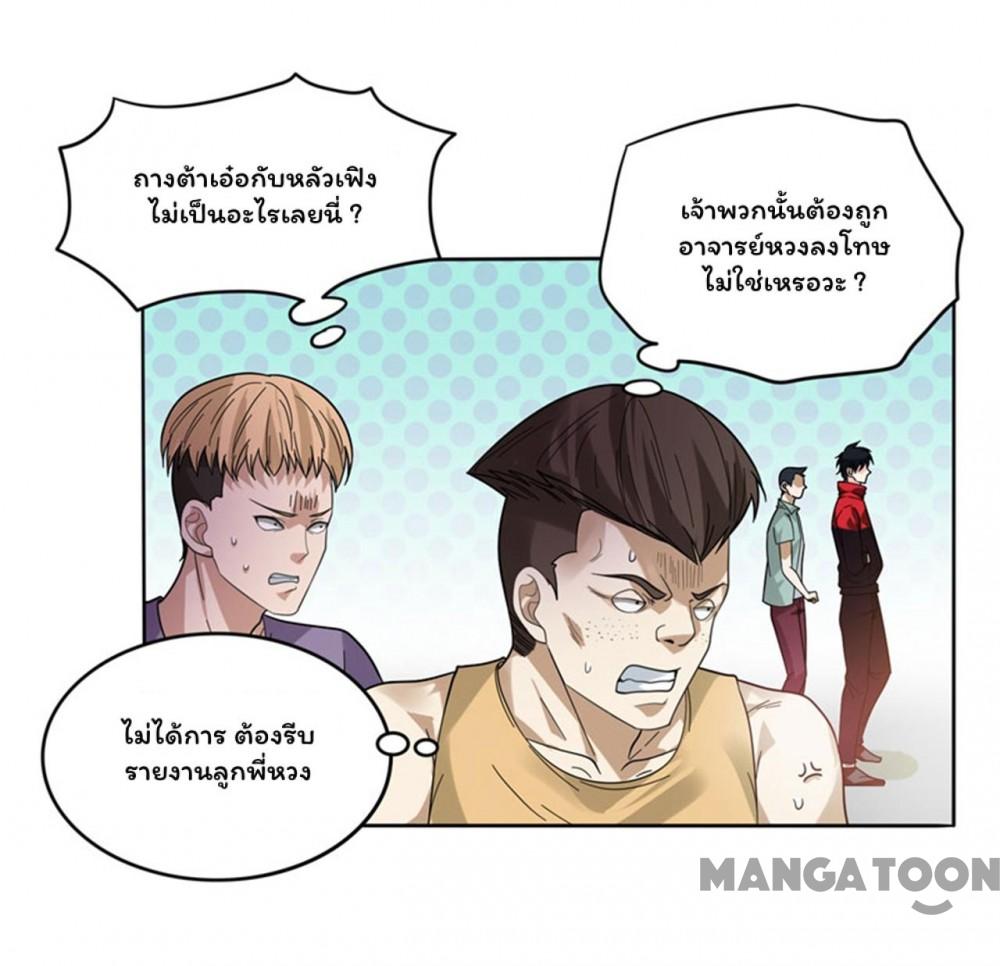 ถางต้าเอ๋อกับหลัวเฟิง
ไม่เป็นอะไรเลยนี่ ?
เจ้าพวกนั้นต้องถูก
อาจารย์หวงลงโทษ
ไม่ใช่เหรอวะ ?
ไม่ได้การ ต้องรีบ
รายงานลูกพี่หวง
MANGATOON